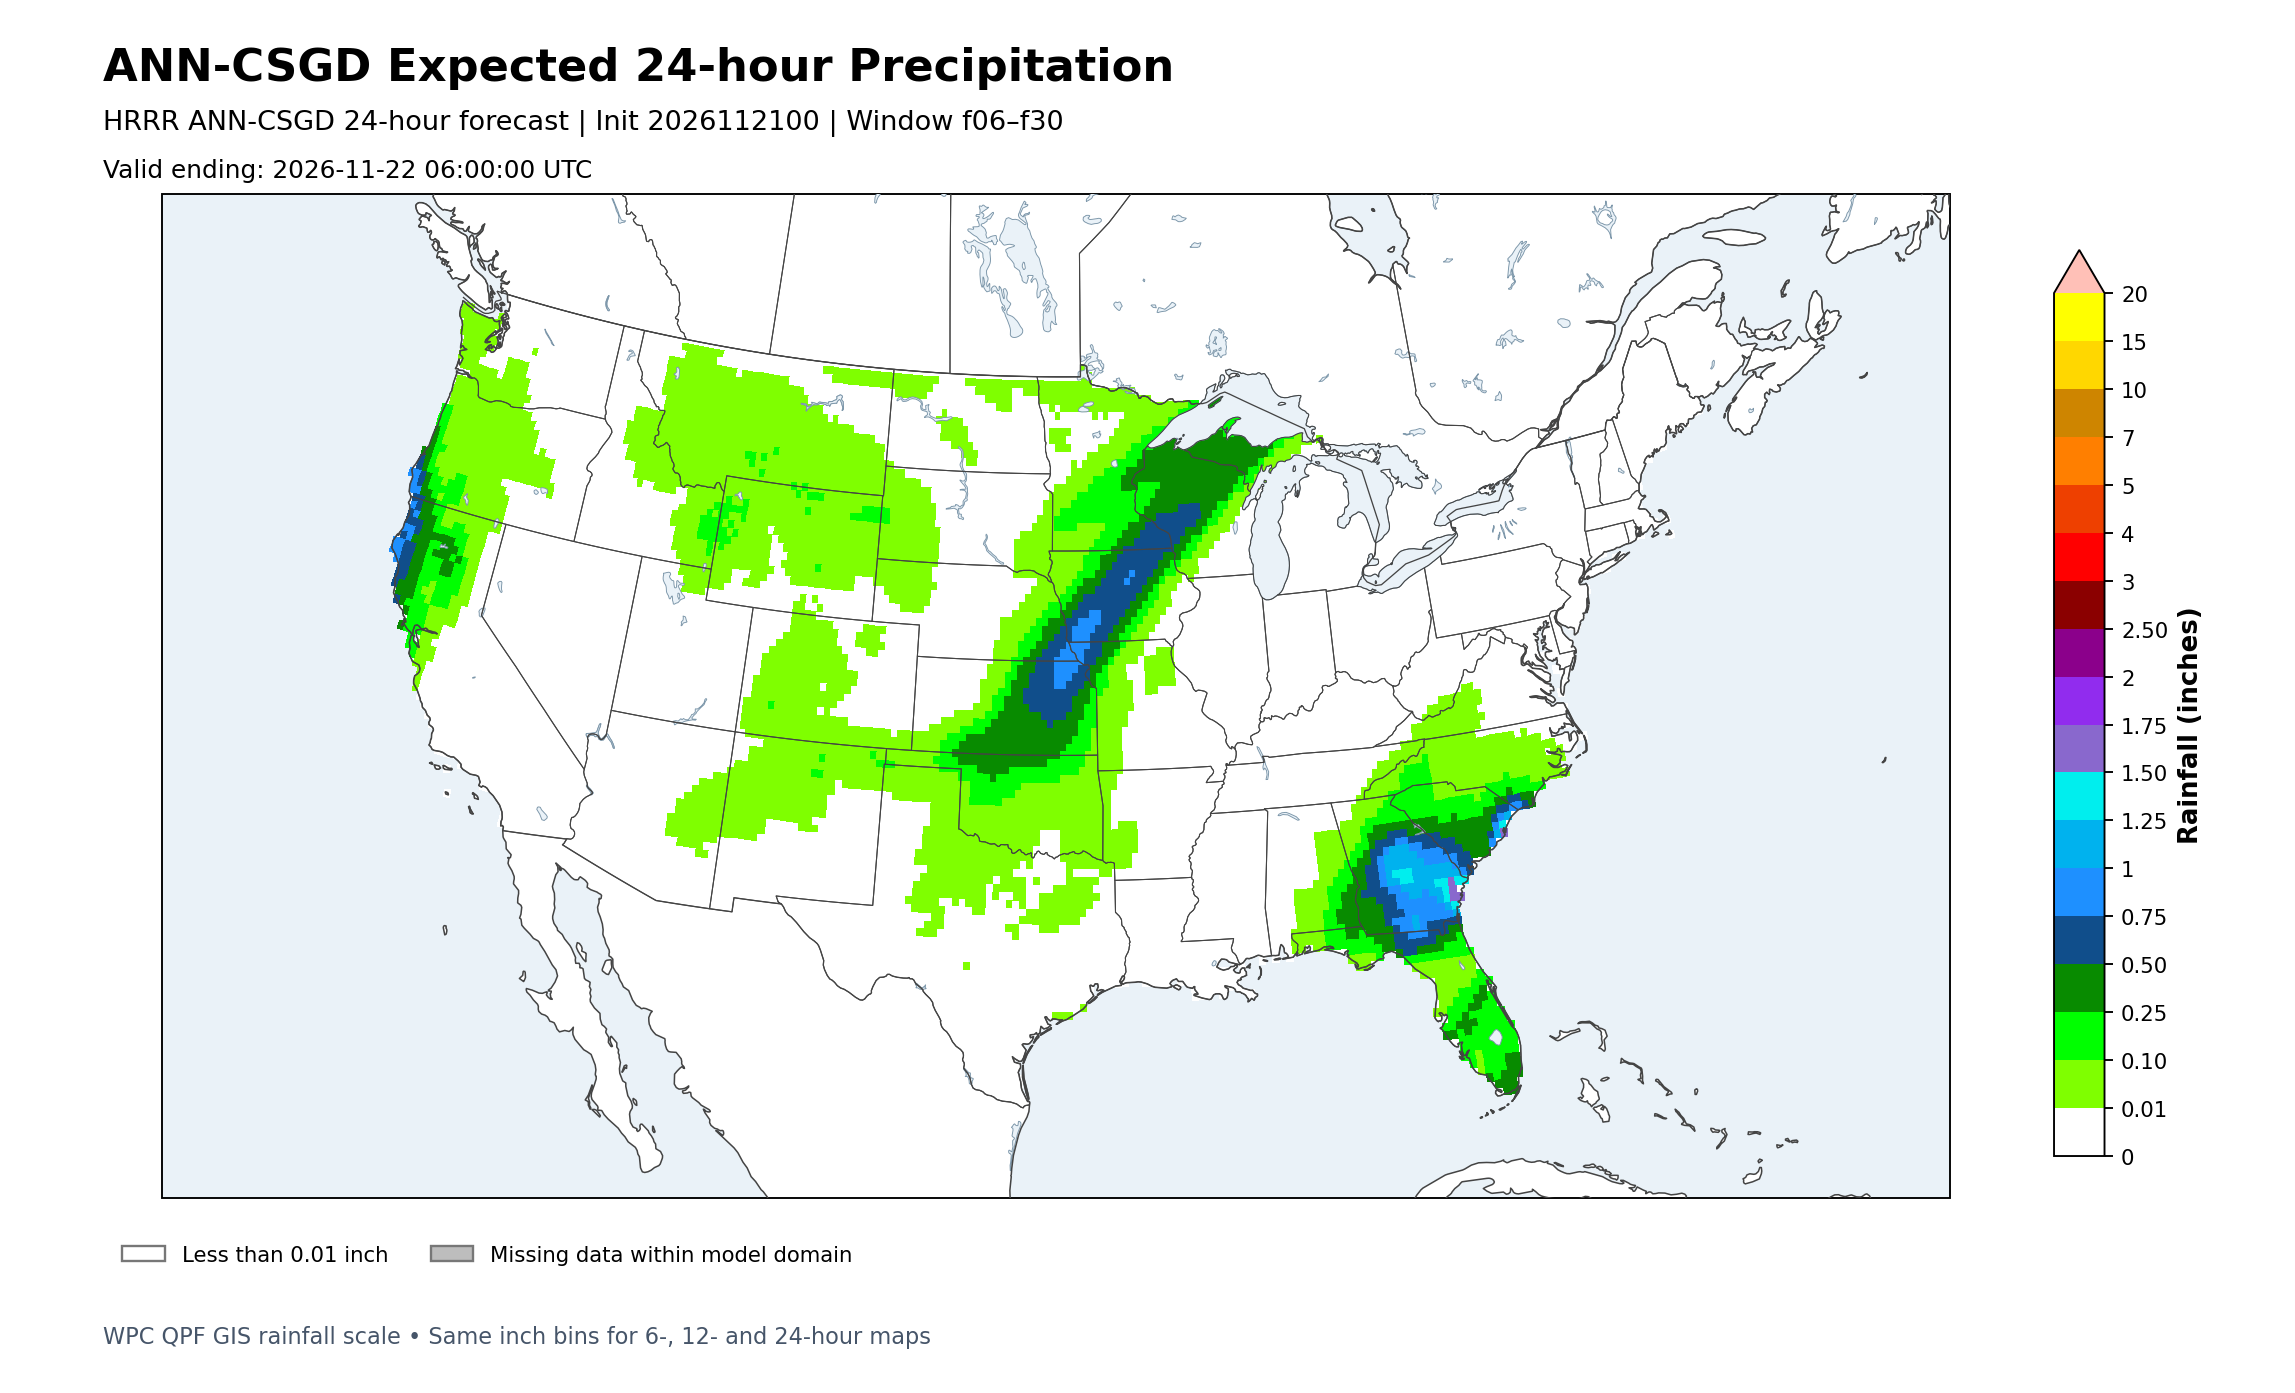 ANN-CSGD Expected 24-hour Precipitation
HRRR ANN-CSGD 24-hour forecast | Init 2026112100 | Window f06–f30
Valid ending: 2026-11-22 06:00:00 UTC
20
15
10
7
5
4
3
2.50
2
1.75
1.50
1.25
1
0.75
0.50
0.25
0.10
0.01
0
Rainfall (inches)
Less than 0.01 inch
Missing data within model domain
WPC QPF GIS rainfall scale • Same inch bins for 6-, 12- and 24-hour maps